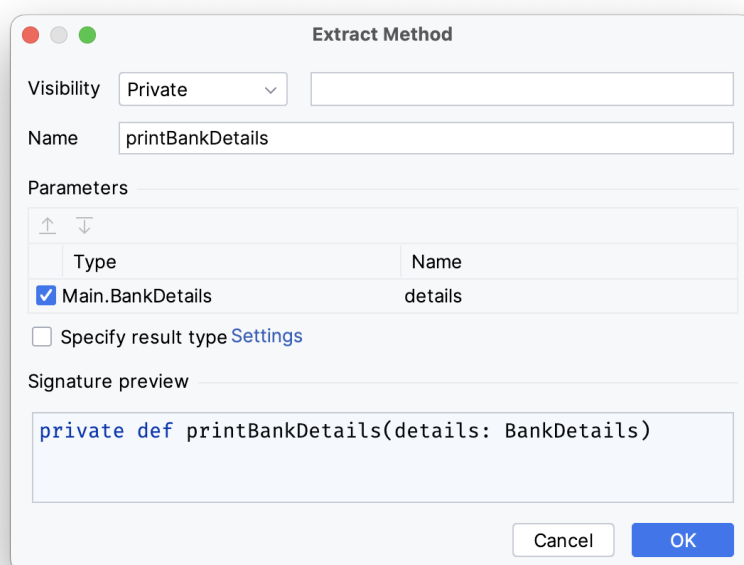 Extract Method
Visibility Private
Name printBankDetails
Parameters
Type Name
Main.BankDetails details
Specify result type Settings
Signature preview
private def printBankDetails(details: BankDetails)
Cancel OK